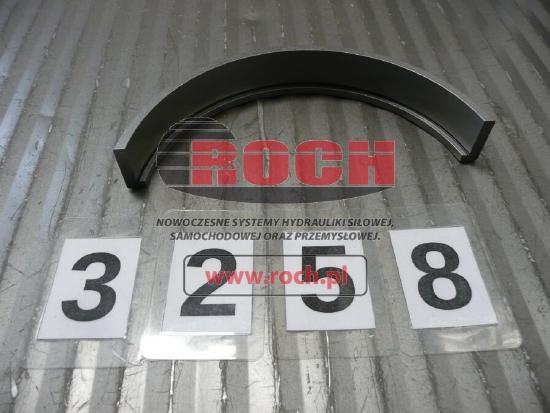 ROCH
NOWOCZESNE SYSTEMY HYDRAULIKI SIŁOWEJ,
SAMOCHODOWEJ ORAZ PRZEMYSŁOWEJ.
www.roch.pl
3 2 5 8